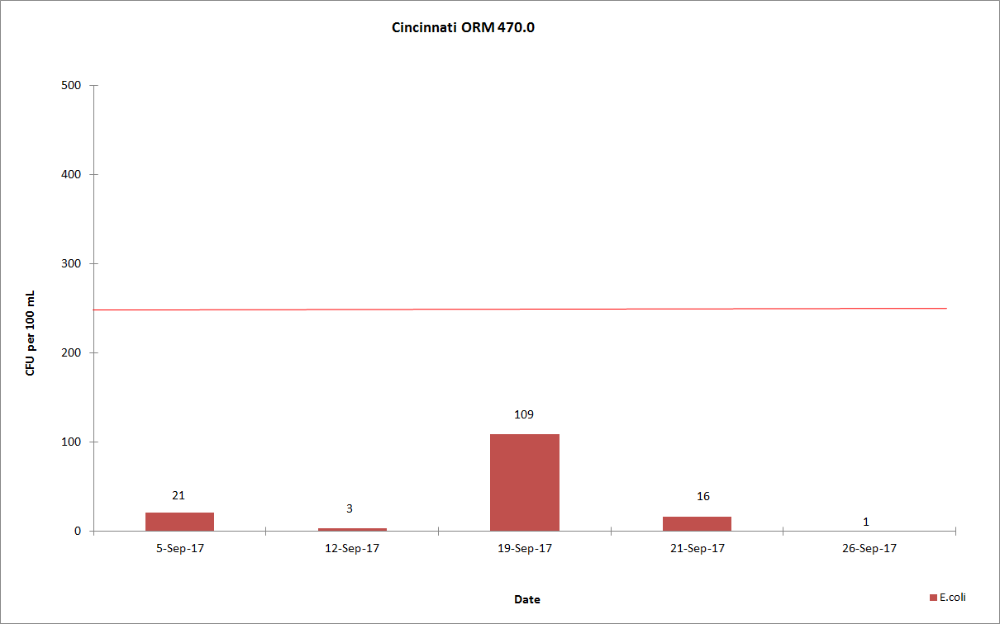 Cincinnati ORM 470.0
500
400
300
200
100
0
CFU per 100 mL
21
3
109
16
1
5-Sep-17
12-Sep-17
19-Sep-17
21-Sep-17
26-Sep-17
Date
E.coli